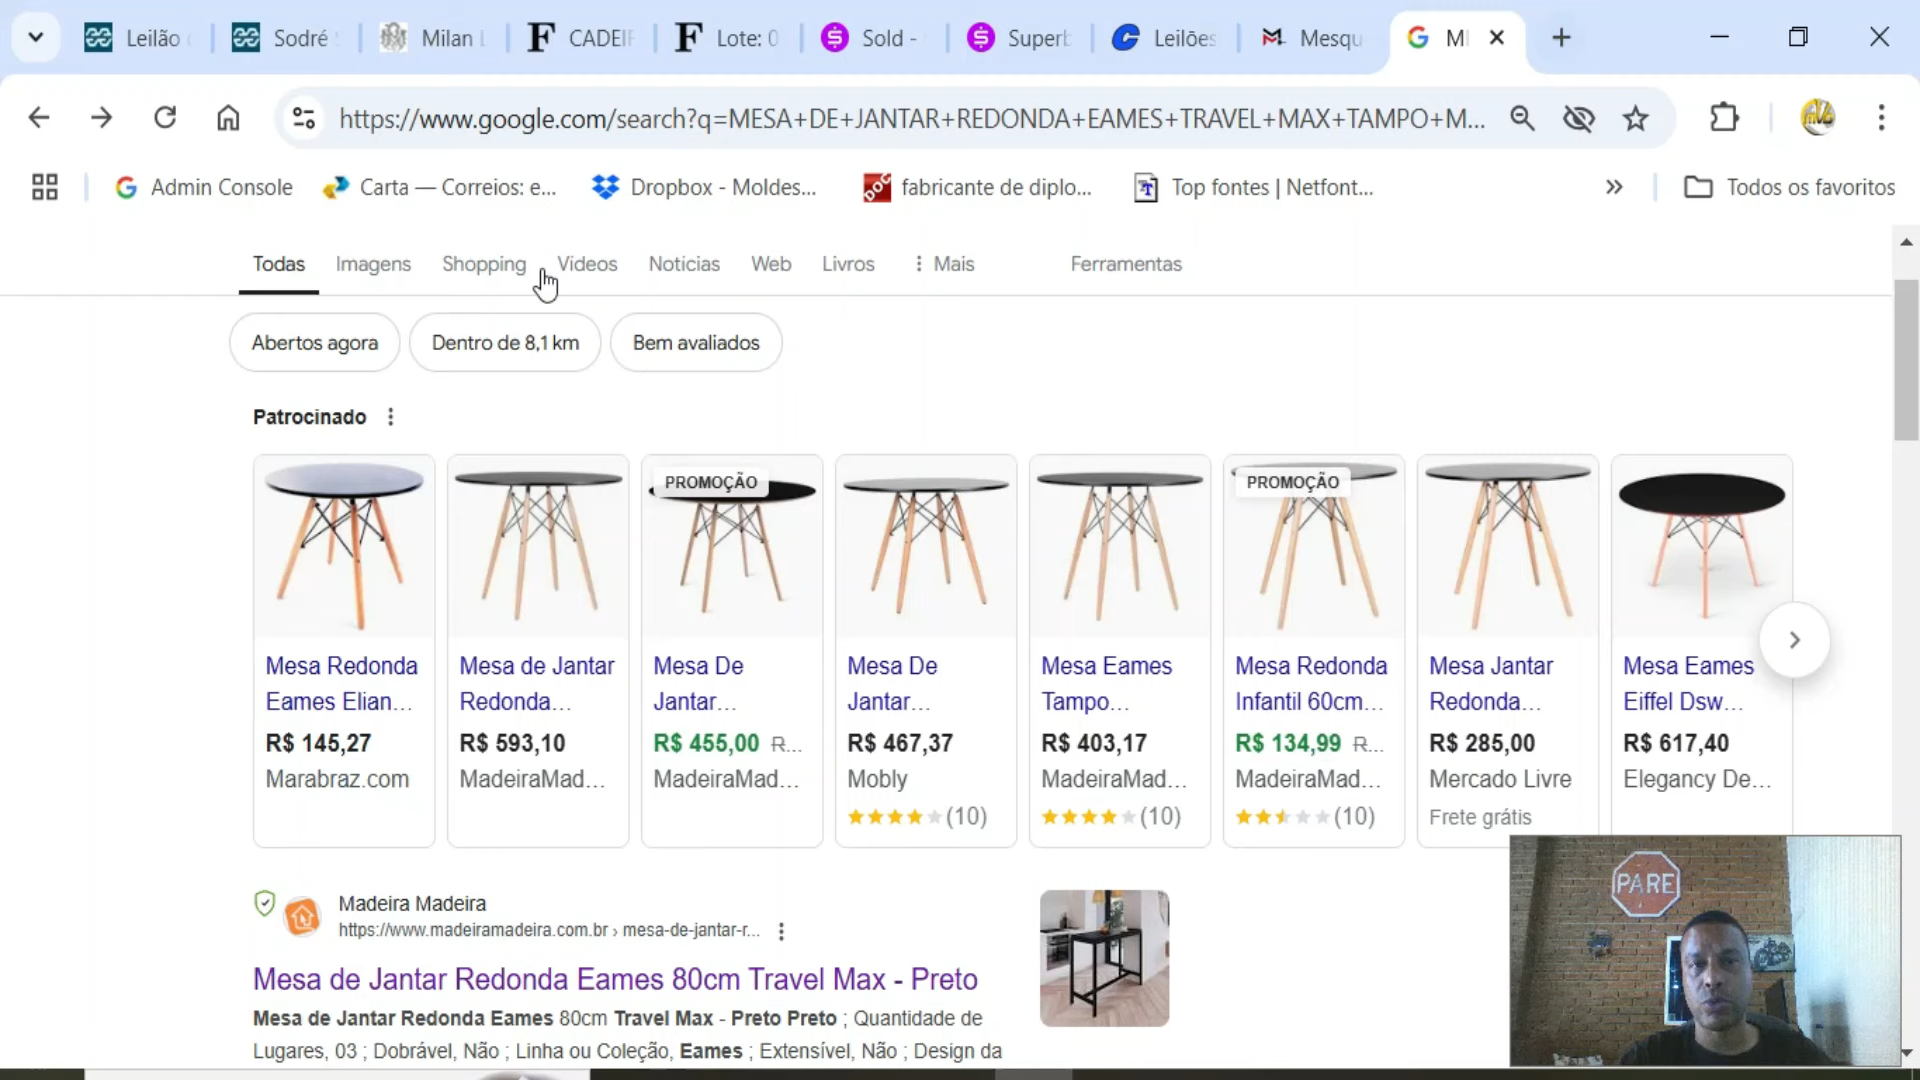 Leilão
Sodré
Milan
CADEIF
Lote: 0
Sold -
Superb
Leilões
Mesqu
https://www.google.com/search?q=MESA+DE+JANTAR+REDONDA+EAMES+TRAVEL+MAX+TAMPO+M...
Admin Console
Carta — Correios: e...
Dropbox - Moldes...
DOC
fabricante de diplo...
Top fontes | Netfont...
Todos os favoritos
Todas
Imagens
Shopping
Vídeos
Notícias
Web
Livros
Mais
Ferramentas
Abertos agora
Dentro de 8,1 km
Bem avaliados
Patrocinado
PROMOÇÃO
PROMOÇÃO
Mesa Redonda
Eames Elian...
R$ 145,27
Marabraz.com
Mesa de Jantar
Redonda...
R$ 593,10
MadeiraMad...
Mesa De
Jantar...
R$ 455,00 R...
MadeiraMad...
Mesa De
Jantar...
R$ 467,37
Mobly
(10)
Mesa Eames
Tampo...
R$ 403,17
MadeiraMad...
(10)
Mesa Redonda
Infantil 60cm...
R$ 134,99 R...
MadeiraMad...
(10)
Mesa Jantar
Redonda...
R$ 285,00
Mercado Livre
Frete grátis
Mesa Eames
Eiffel Dsw...
R$ 617,40
Elegancy De...
Madeira Madeira
https://www.madeiramadeira.com.br › mesa-de-jantar-r...
Mesa de Jantar Redonda Eames 80cm Travel Max - Preto
Mesa de Jantar Redonda Eames 80cm Travel Max - Preto Preto ; Quantidade de
Lugares, 03 ; Dobrável, Não ; Linha ou Coleção, Eames ; Extensível, Não ; Design da
PARE